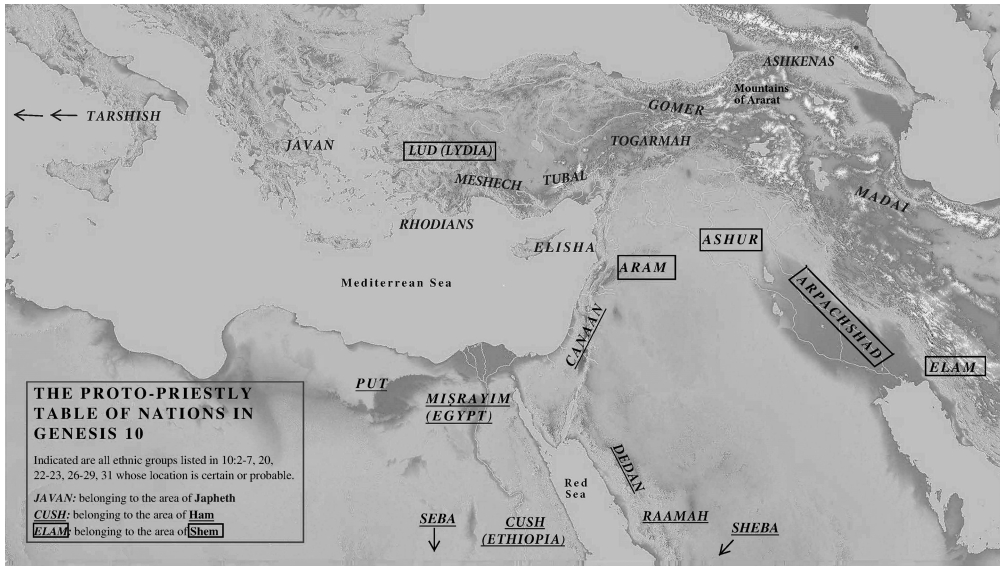 ASHKENAS
Mountains
of Ararat
GOMER
TARSHISH
JAVAN
LUD (LYDIA)
TOGARMAH
MESHECH
TUBAL
MADAI
RHODIANS
ELISHA
ASHUR
ARAM
Mediterrean Sea
ARPACHSHAD
CANAAN
ELAM
PUT
MIṢRAYIM
(EGYPT)
THE PROTO-PRIESTLY
TABLE OF NATIONS IN
GENESIS 10
Indicated are all ethnic groups listed in 10:2-7, 20,
22-23, 26-29, 31 whose location is certain or probable.
JAVAN: belonging to the area of Japheth
CUSH: belonging to the area of Ham
ELAM: belonging to the area of Shem
DEDAN
Red
Sea
SEBA
CUSH
(ETHIOPIA)
RAAMAH
SHEBA